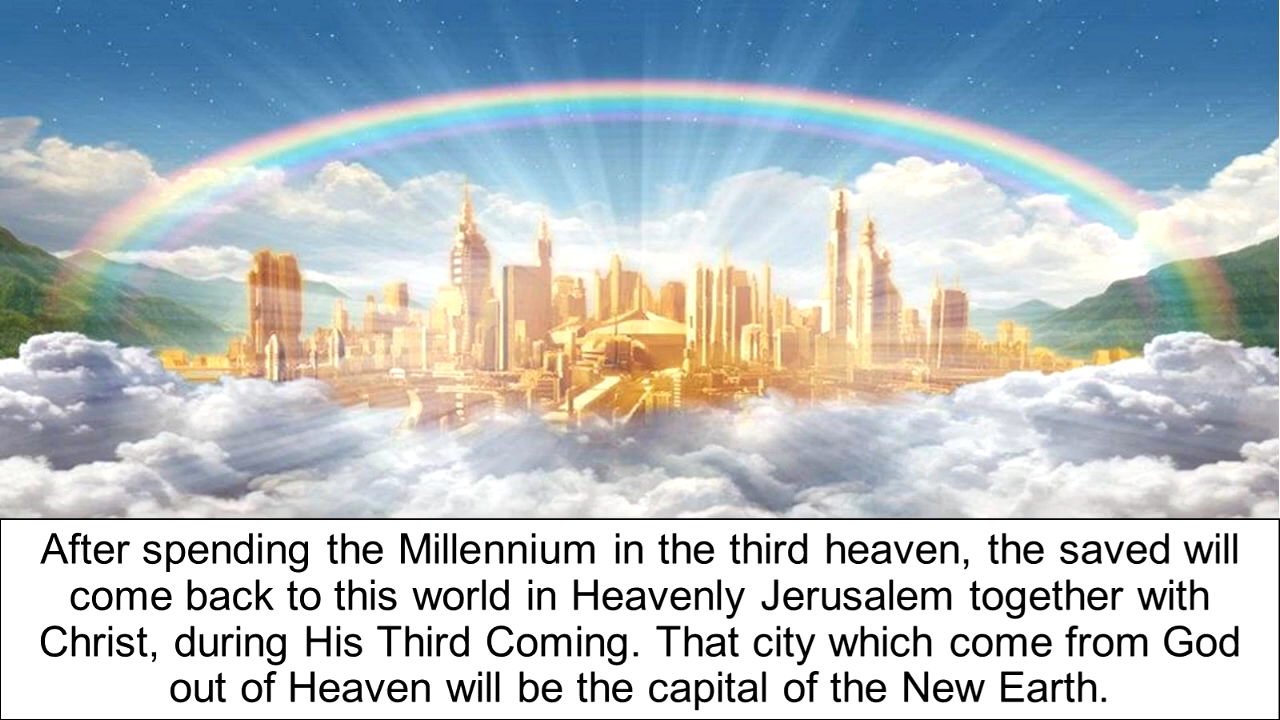 After spending the Millennium in the third heaven, the saved will
come back to this world in Heavenly Jerusalem together with
Christ, during His Third Coming. That city which come from God
out of Heaven will be the capital of the New Earth.